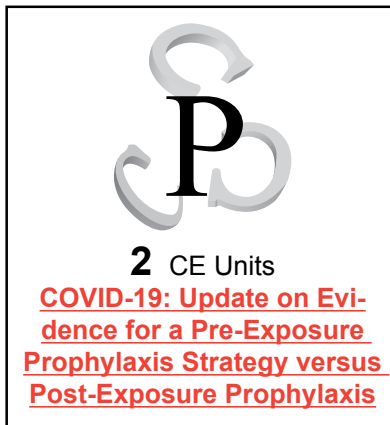 P
2 CE Units
COVID-19: Update on Evi-
dence for a Pre-Exposure
Prophylaxis Strategy versus
Post-Exposure Prophylaxis